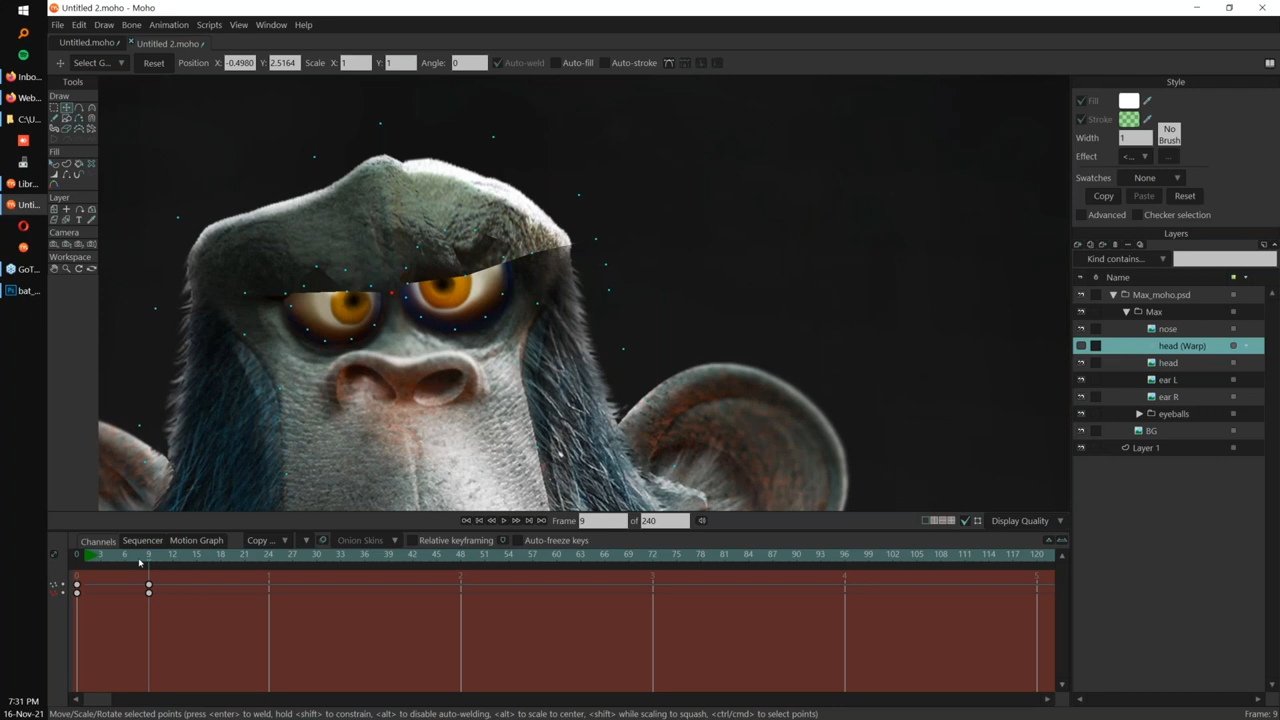 Untitled 2.moho - Moho
File Edit Draw Bone Animation Scripts View Window Help
Untitled.moho Untitled 2.moho
Select G... Reset Position X: -0.4980 Y: 2.5164 Scale X: 1 Y: 1 Angle: 0 Auto-weld Auto-fill Auto-stroke
Tools
Draw
Fill
Layer
Camera
Workspace
Inbo...
Web...
C:\U...
Libr...
Unti...
GoT...
bat_...
Style
Fill
Stroke
Width 1 No Brush
Effect <... ...
Swatches None
Copy Paste Reset
Advanced Checker selection
Layers
Kind contains...
Name
Max_moho.psd
Max
nose
head (Warp)
head
ear L
ear R
eyeballs
BG
Layer 1
Frame 9 of 240 Display Quality
Channels Sequencer Motion Graph Copy ... Onion Skins Relative keyframing Auto-freeze keys
0 3 6 9 12 15 18 21 24 27 30 33 36 39 42 45 48 51 54 57 60 63 66 69 72 75 78 81 84 87 90 93 96 99 102 105 108 111 114 117 120
0 1 2 3 4 5
7:31 PM
16-Nov-21
Move/Scale/Rotate selected points (press <enter> to weld, hold <shift> to constrain, <alt> to disable auto-welding, <alt> to scale to center, <shift> while scaling to squash, <ctrl/cmd> to select points) Frame: 9